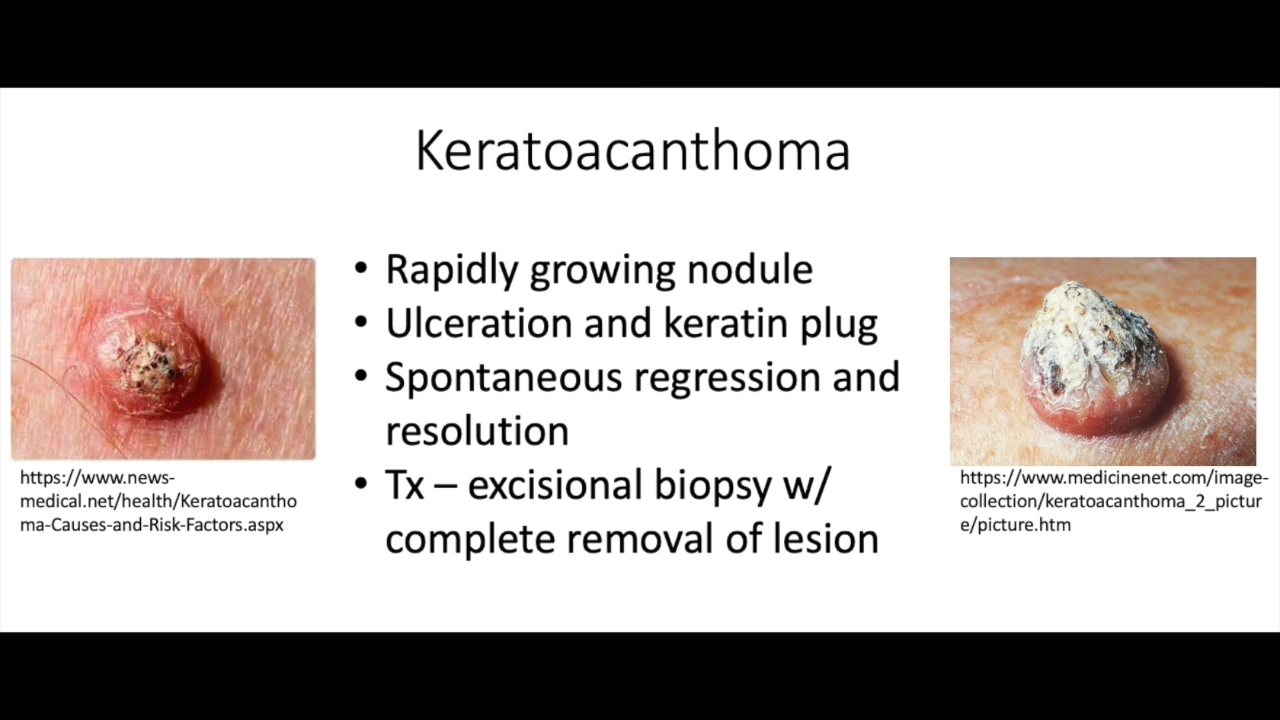 Keratoacanthoma
• Rapidly growing nodule
• Ulceration and keratin plug
• Spontaneous regression and
resolution
• Tx – excisional biopsy w/
complete removal of lesion
https://www.news-
medical.net/health/Keratoacantho
ma-Causes-and-Risk-Factors.aspx
https://www.medicinenet.com/image-
collection/keratoacanthoma_2_pictur
e/picture.htm